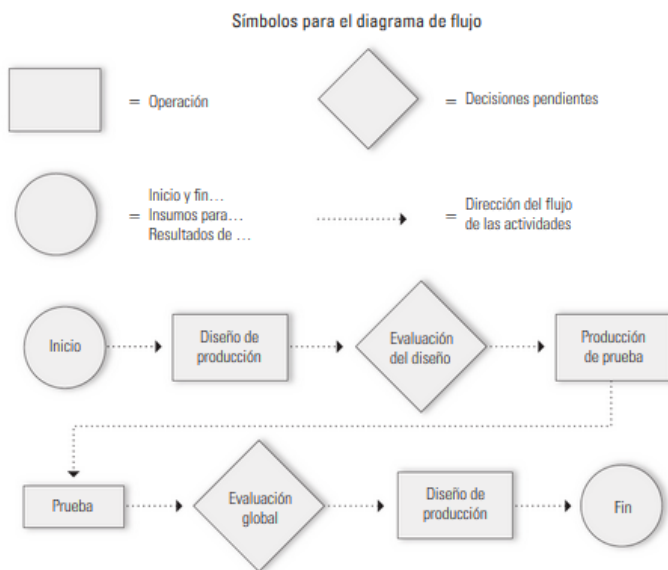 Símbolos para el diagrama de flujo
= Operación
= Decisiones pendientes
Inicio y fin…
= Insumos para…
Resultados de …
= Dirección del flujo
de las actividades
Inicio
Diseño de
producción
Evaluación
del diseño
Producción
de prueba
Prueba
Evaluación
global
Diseño de
producción
Fin